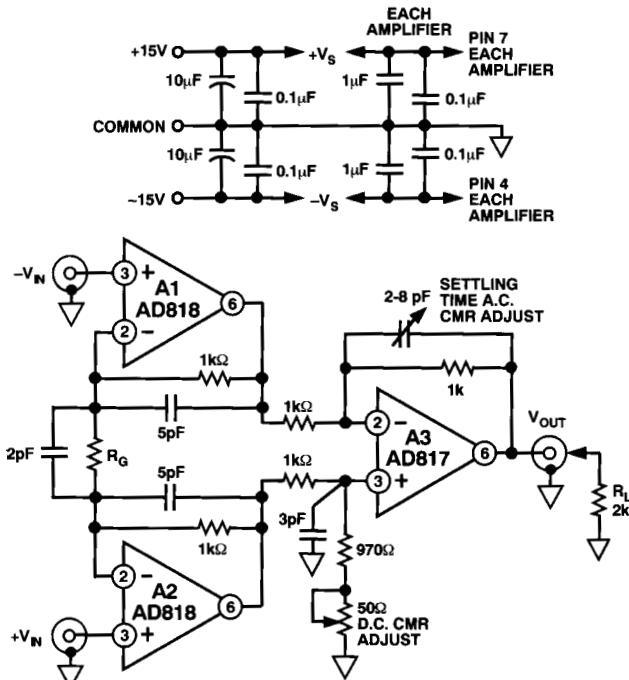 EACH
AMPLIFIER
+15V
+VS
PIN 7
EACH
AMPLIFIER
10µF
0.1µF
1µF
0.1µF
COMMON
10µF
0.1µF
1µF
0.1µF
~15V
−VS
PIN 4
EACH
AMPLIFIER
−VIN
3
+
A1
AD818
6
2
−
2-8 pF
SETTLING
TIME A.C.
CMR ADJUST
1kΩ
1k
5pF
1kΩ
2pF
RG
2
−
A3
AD817
6
VOUT
5pF
1kΩ
3
+
RL
2k
3pF
1kΩ
970Ω
2
−
A2
AD818
6
50Ω
D.C. CMR
ADJUST
+VIN
3
+